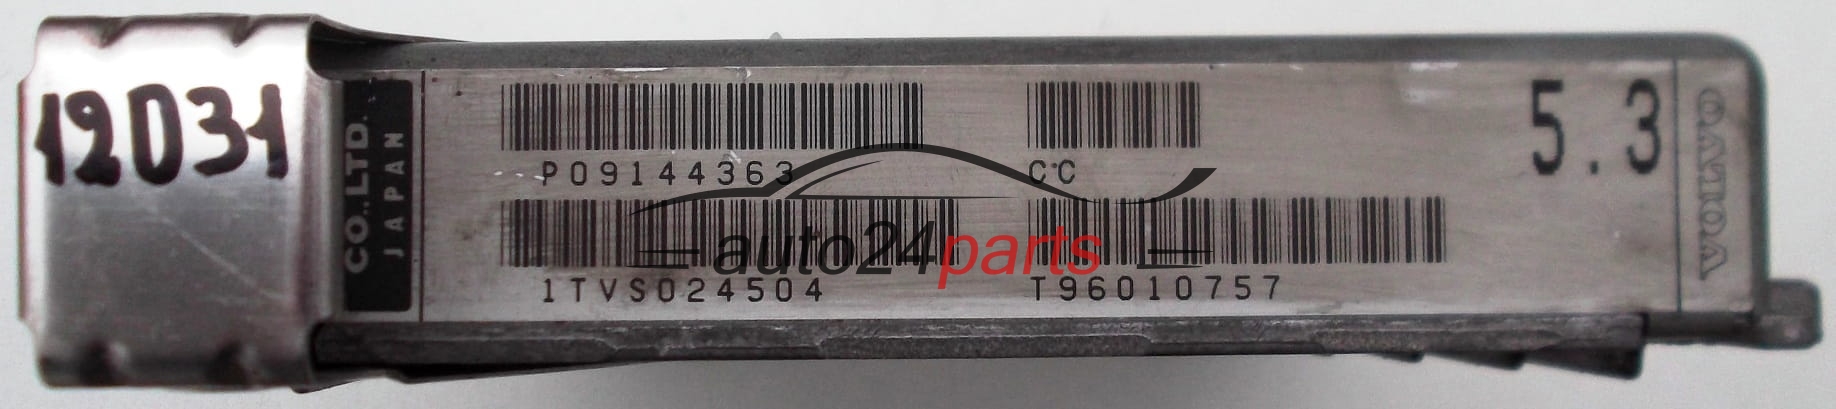 12031
CO.,LTD.
JAPAN
P09144363
CC
5.3
VOLVO
1TVS024504
T96010757
auto24parts